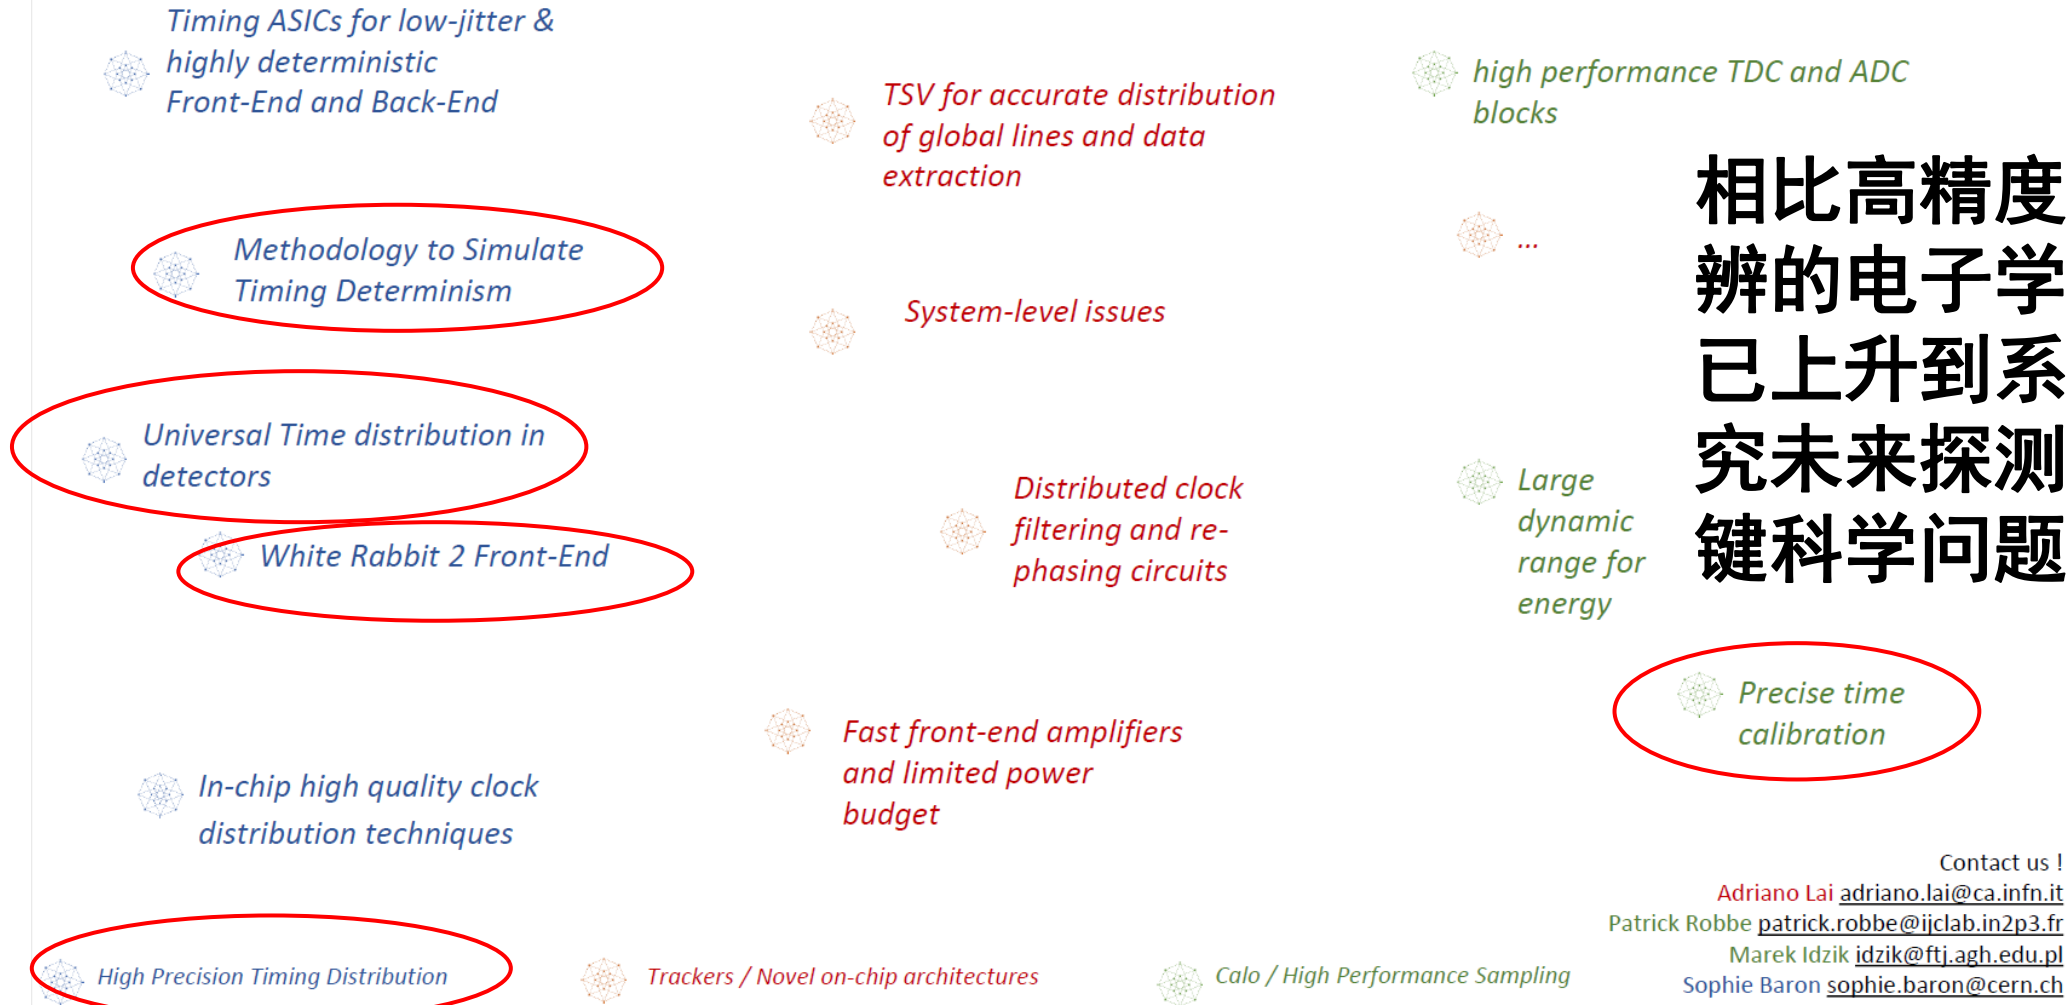 Timing ASICs for low-jitter &
highly deterministic
Front-End and Back-End
Methodology to Simulate
Timing Determinism
Universal Time distribution in
detectors
White Rabbit 2 Front-End
In-chip high quality clock
distribution techniques
TSV for accurate distribution
of global lines and data
extraction
System-level issues
Distributed clock
filtering and re-
phasing circuits
Fast front-end amplifiers
and limited power
budget
high performance TDC and ADC
blocks
...
Large
dynamic
range for
energy
Precise time
calibration
相比高精度
辨的电子学
已上升到系
究未来探测
键科学问题
Contact us !
Adriano Lai adriano.lai@ca.infn.it
Patrick Robbe patrick.robbe@ijclab.in2p3.fr
Marek Idzik idzik@ftj.agh.edu.pl
Sophie Baron sophie.baron@cern.ch
High Precision Timing Distribution
Trackers / Novel on-chip architectures
Calo / High Performance Sampling